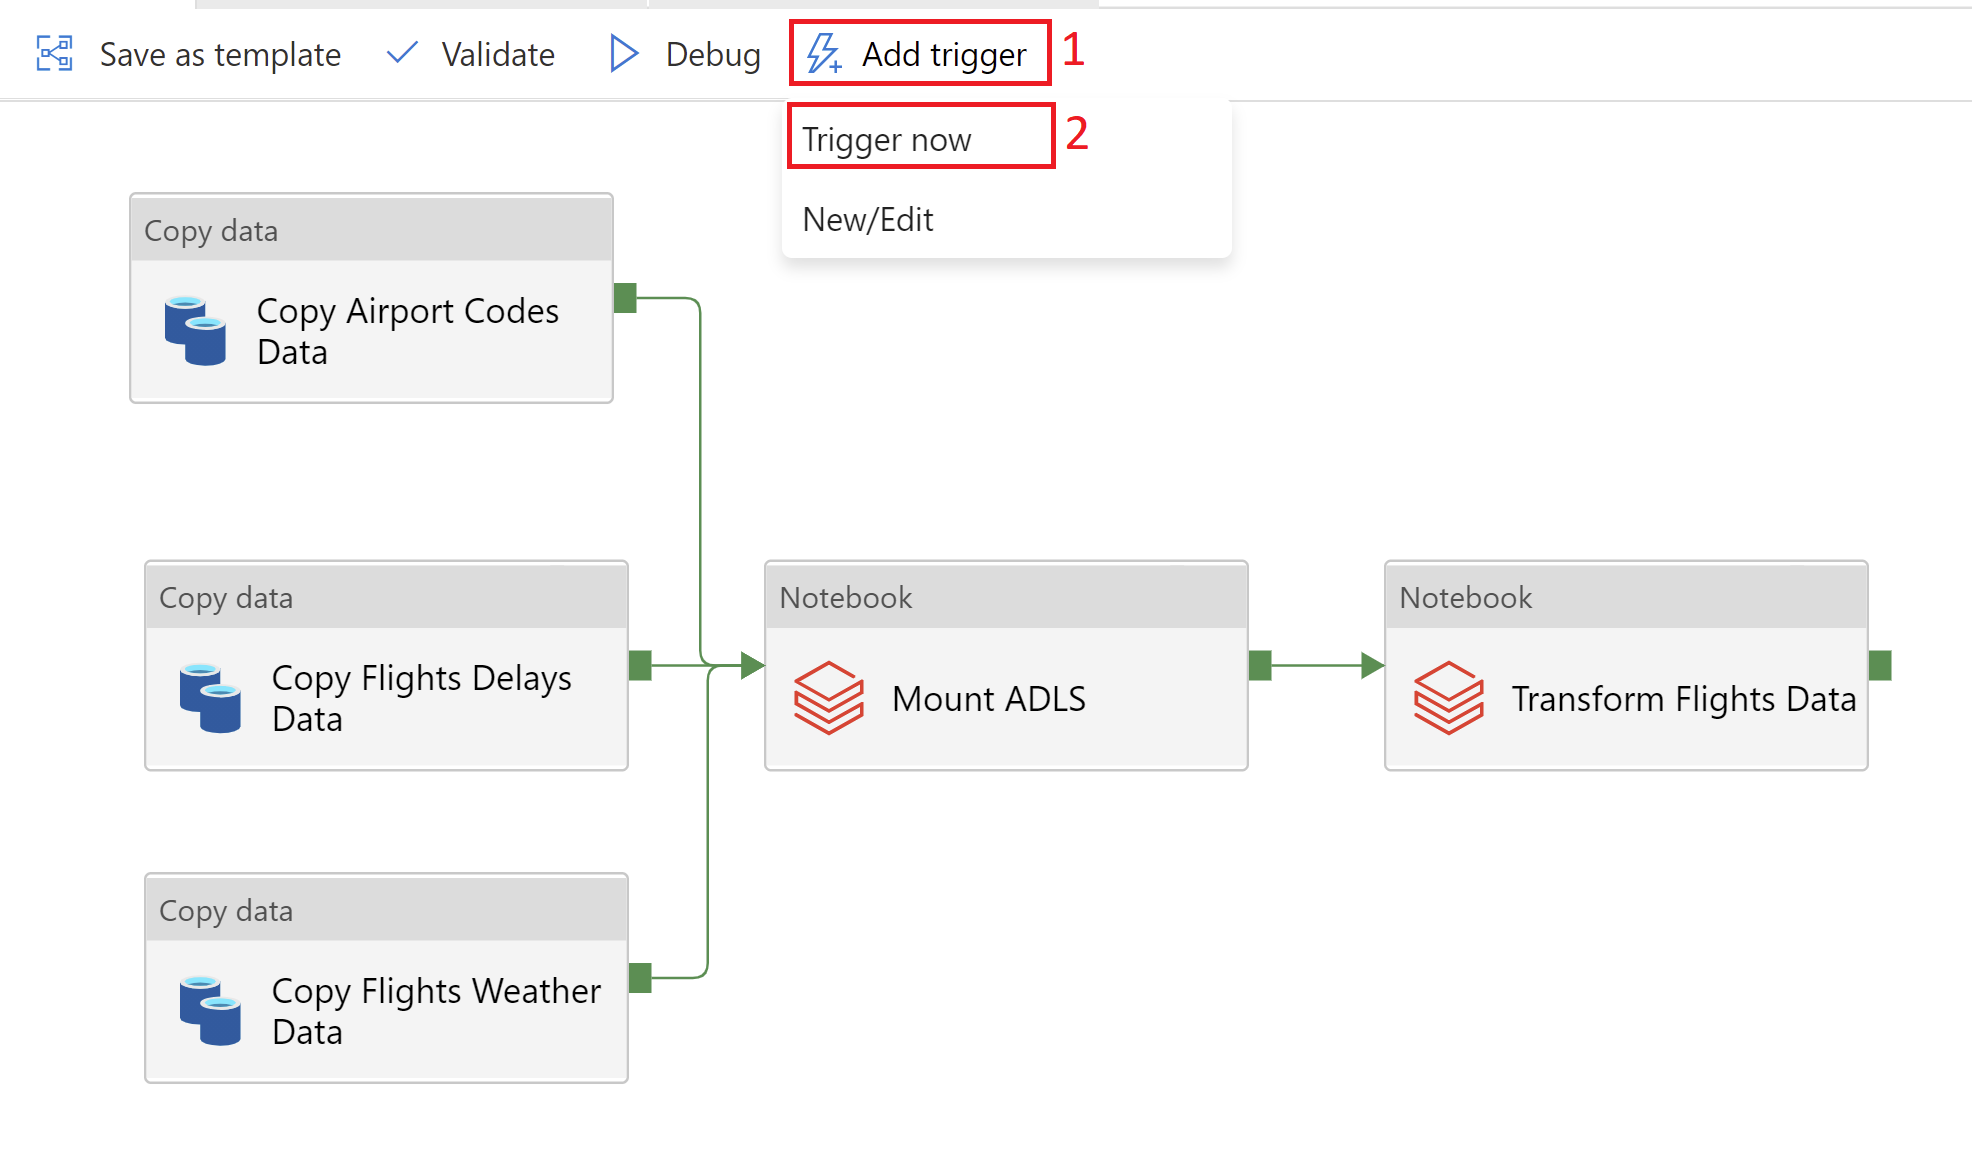 Save as template
Validate
Debug
Add trigger
1
Trigger now
2
New/Edit
Copy data
Copy Airport Codes
Data
Copy data
Copy Flights Delays
Data
Notebook
Mount ADLS
Notebook
Transform Flights Data
Copy data
Copy Flights Weather
Data